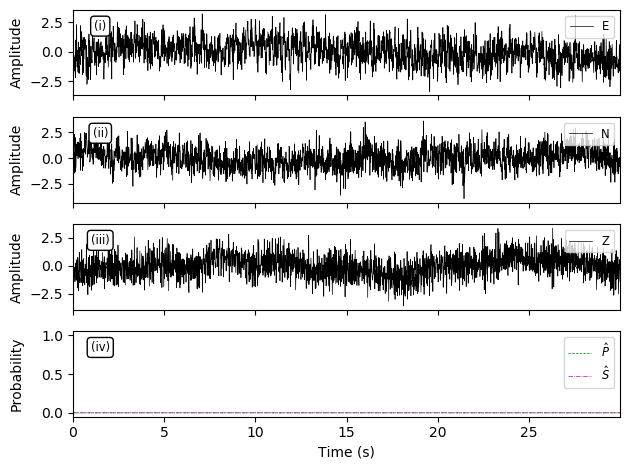 Amplitude
2.5
0.0
−2.5
(i)
E
Amplitude
2.5
0.0
−2.5
(ii)
N
Amplitude
2.5
0.0
−2.5
(iii)
Z
Probability
1.0
0.5
0.0
(iv)
P̂
Ŝ
0 5 10 15 20 25
Time (s)